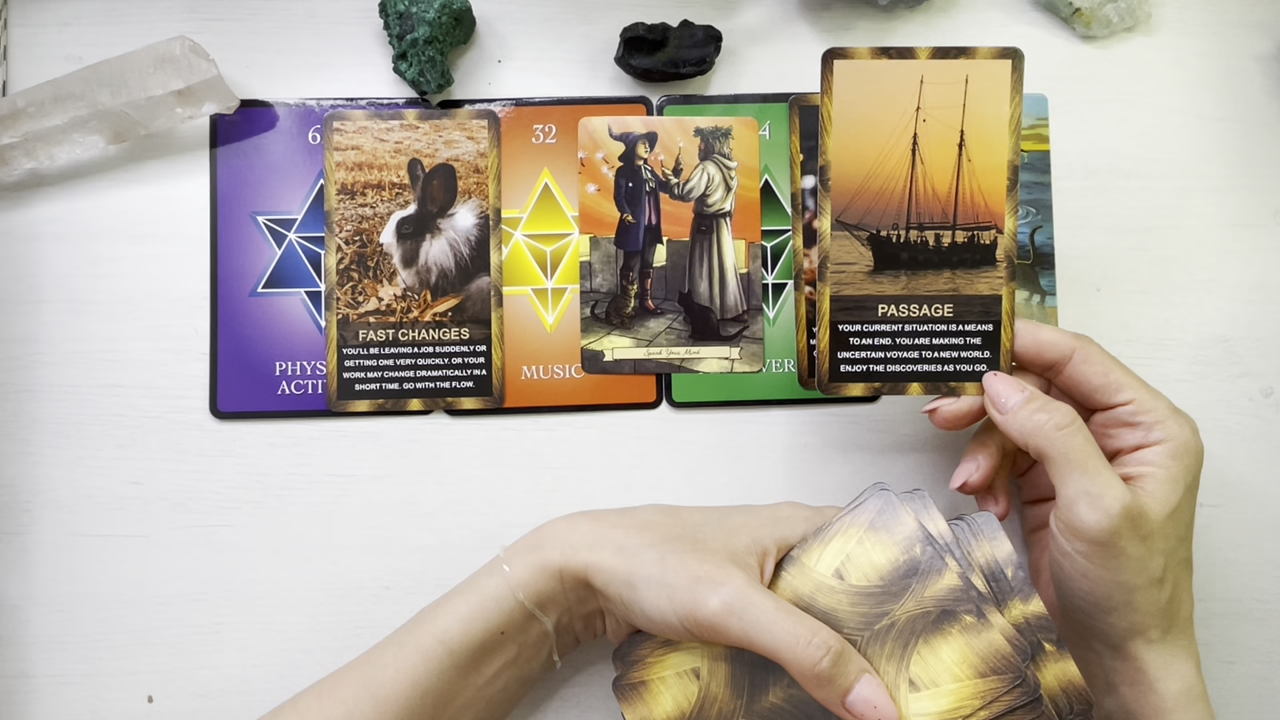 6
32
4
FAST CHANGES
YOU'LL BE LEAVING A JOB SUDDENLY OR
GETTING ONE VERY QUICKLY. OR YOUR
WORK MAY CHANGE DRAMATICALLY IN A
SHORT TIME. GO WITH THE FLOW.
PHYS
ACTI
MUSIC
Speak Your Mind
VER
PASSAGE
YOUR CURRENT SITUATION IS A MEANS
TO AN END. YOU ARE MAKING THE
UNCERTAIN VOYAGE TO A NEW WORLD.
ENJOY THE DISCOVERIES AS YOU GO.